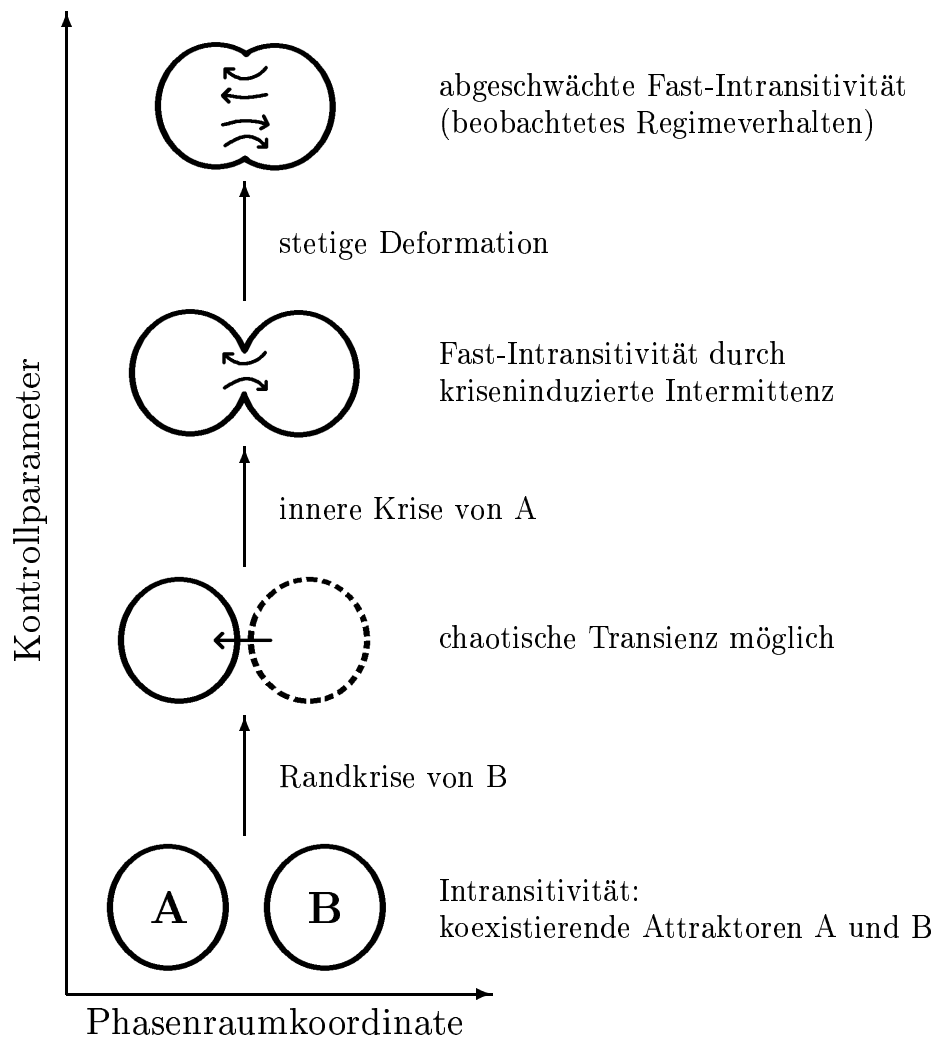 abgeschwächte Fast-Intransitivität
(beobachtetes Regimeverhalten)
stetige Deformation
Fast-Intransitivität durch
kriseninduzierte Intermittenz
Kontrollparameter
innere Krise von A
chaotische Transienz möglich
Randkrise von B
A
B
Intransitivität:
koexistierende Attraktoren A und B
Phasenraumkoordinate